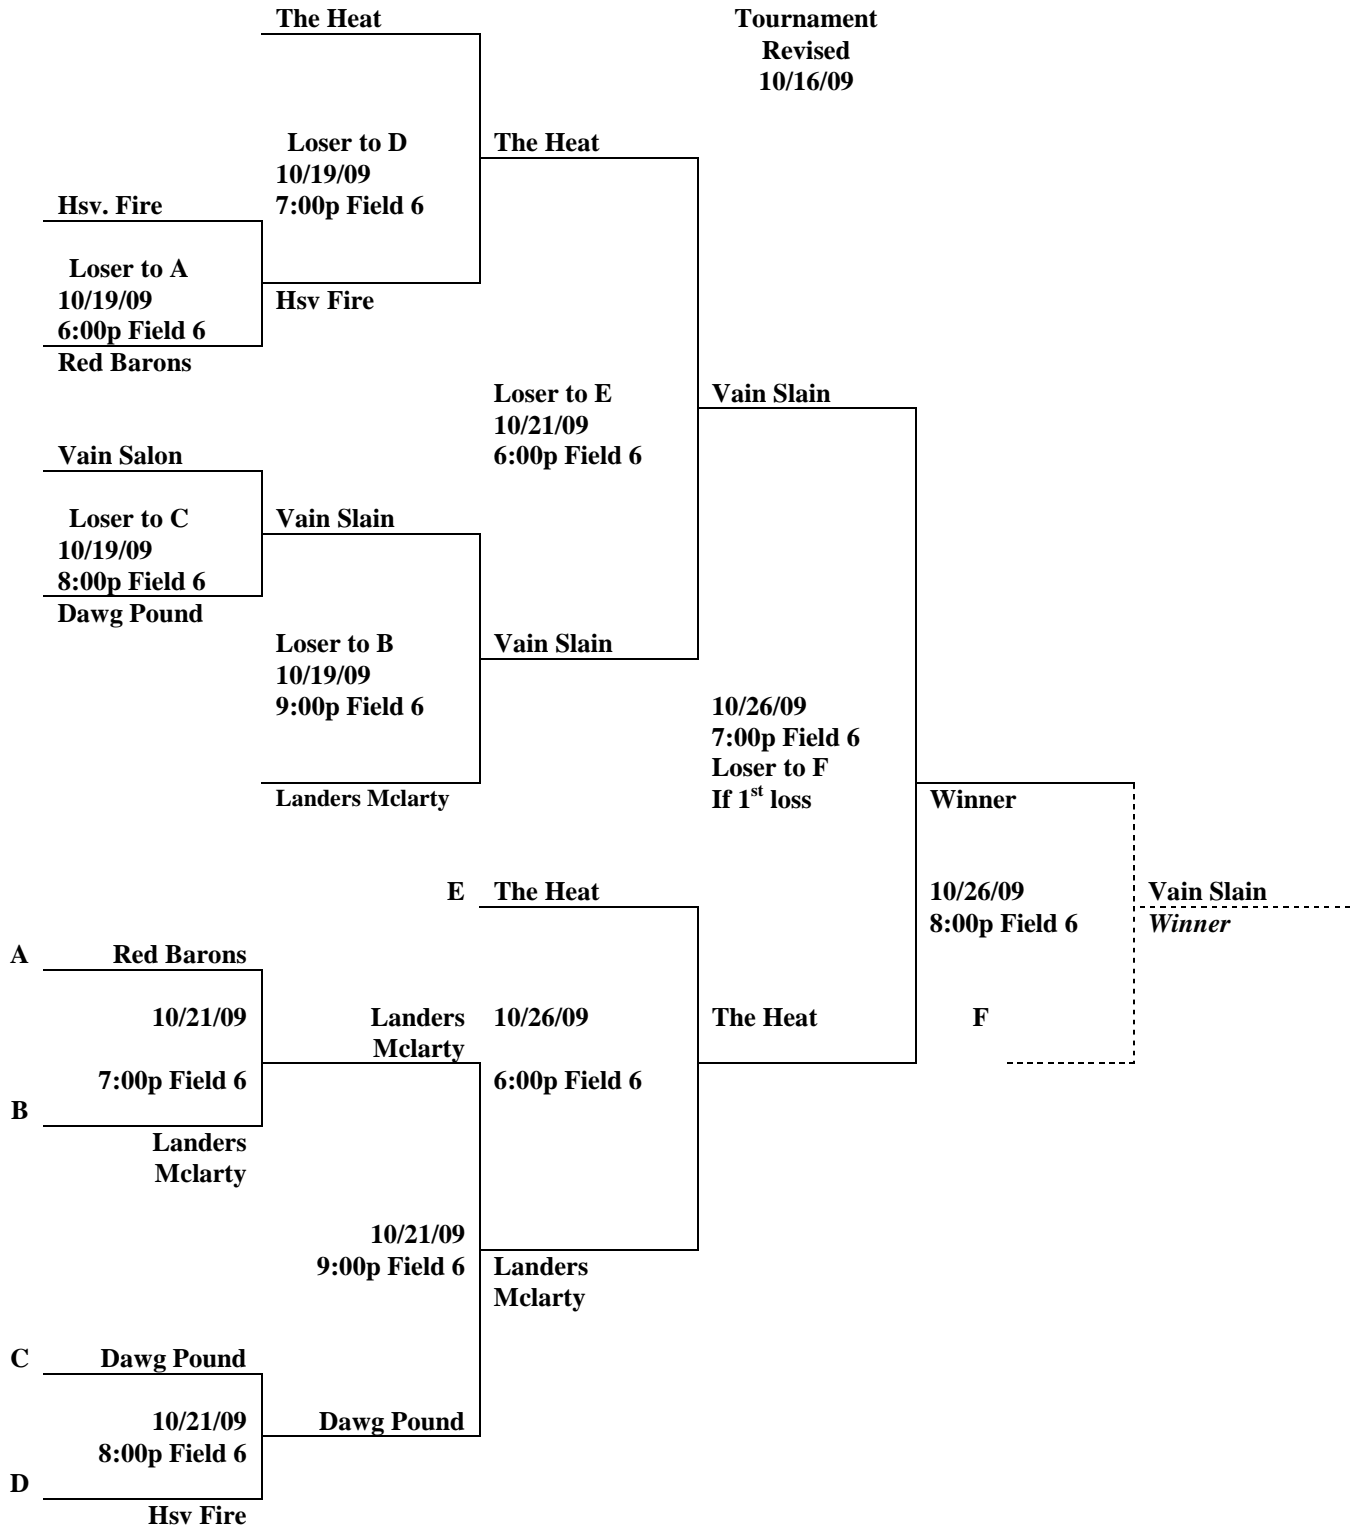 The Heat
Tournament
Revised
10/16/09
Loser to D
10/19/09
7:00p Field 6
The Heat
Hsv. Fire
Loser to A
10/19/09
6:00p Field 6
Red Barons
Hsv Fire
Loser to E
10/21/09
6:00p Field 6
Vain Slain
Vain Salon
Loser to C
10/19/09
8:00p Field 6
Dawg Pound
Vain Slain
Loser to B
10/19/09
9:00p Field 6
Vain Slain
Landers Mclarty
10/26/09
7:00p Field 6
Loser to F
If 1st loss
Winner
E The Heat
10/26/09
8:00p Field 6
Vain Slain
Winner
A Red Barons
10/21/09
7:00p Field 6
B
Landers
Mclarty
Landers
Mclarty
10/26/09
6:00p Field 6
The Heat
F
10/21/09
9:00p Field 6
Landers
Mclarty
C Dawg Pound
10/21/09
8:00p Field 6
Dawg Pound
D
Hsv Fire